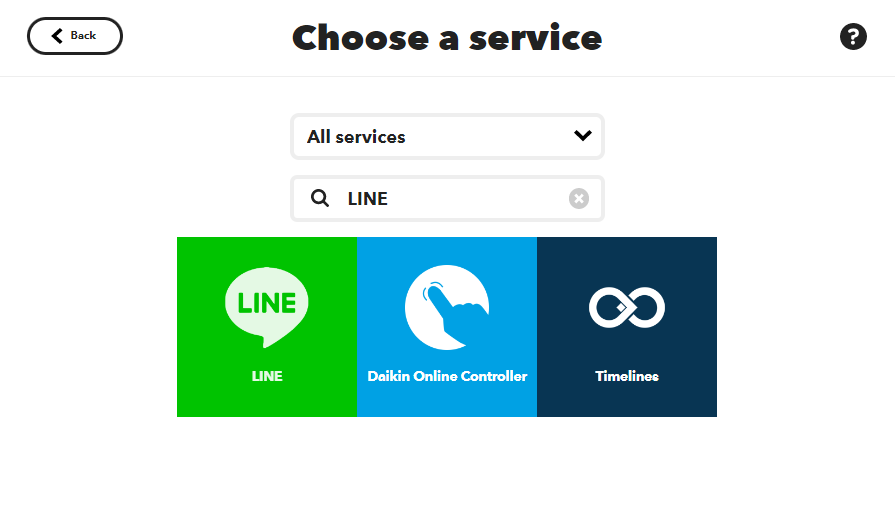 Back
Choose a service
?
All services
LINE
LINE
LINE
Daikin Online Controller
Timelines